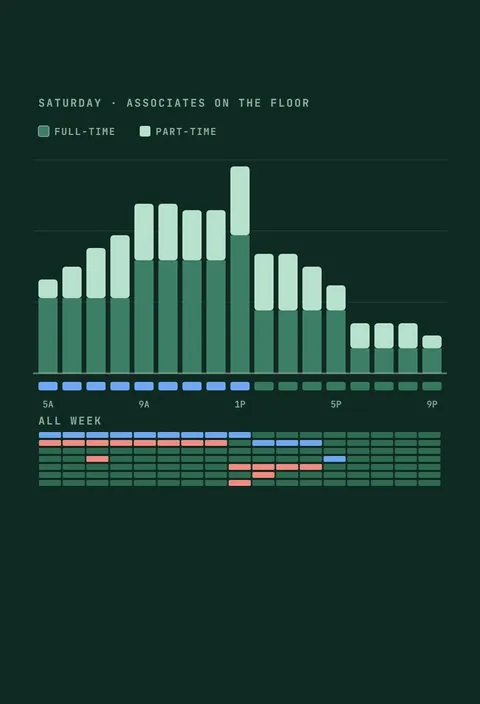 SATURDAY · ASSOCIATES ON THE FLOOR
FULL-TIME PART-TIME
5A 9A 1P 5P 9P
ALL WEEK